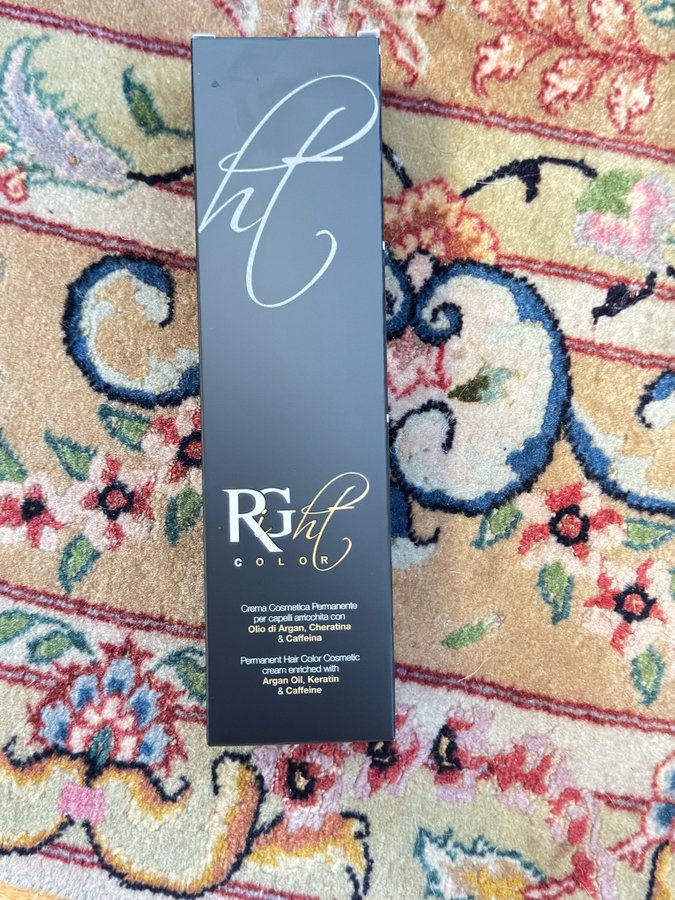 ht
RiGht
COLOR
Crema Cosmetica Permanente
per capelli arricchita con
Olio di Argan, Cheratina
& Caffeina
Permanent Hair Color Cosmetic
cream enriched with
Argan Oil, Keratin
& Caffeine